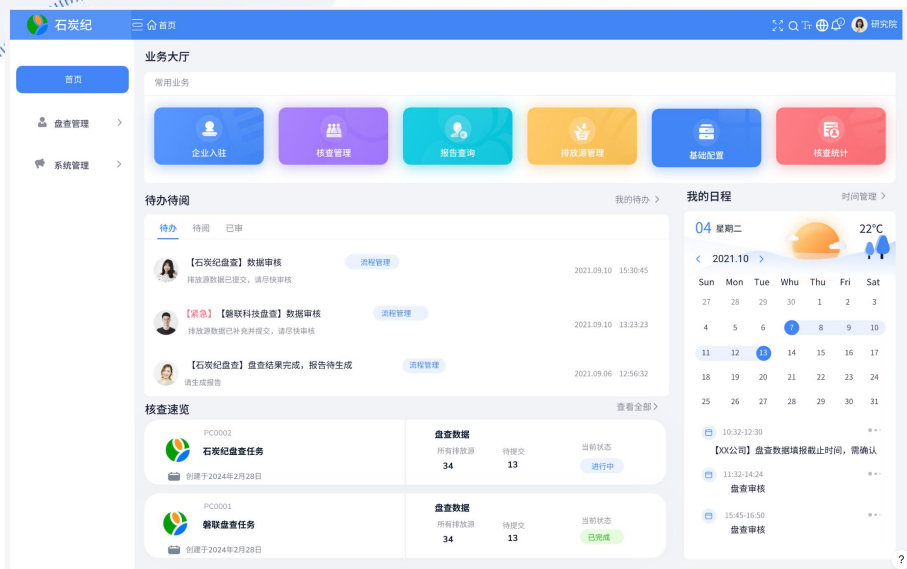 石炭纪
首页
Tr
研究院
首页
盘查管理
系统管理
业务大厅
常用业务
企业入驻
核查管理
报告查询
排放源管理
基础配置
核查统计
待办待阅
我的待办 >
待办 待阅 已审
【石炭纪盘查】数据审核 流程管理
排放源数据已提交，请尽快审核
2021.09.10 15:30:45
【紧急】【磐联科技盘查】数据审核 流程管理
排放源数据已补充并提交，请尽快审核
2021.09.10 13:23:23
【石炭纪盘查】盘查结果完成，报告待生成 流程管理
请生成报告
2021.09.06 12:56:32
核查速览
查看全部 >
PC0002
石炭纪盘查任务
创建于2024年2月28日
盘查数据
所有排放源 待提交 当前状态
34 13 进行中
PC0001
磐联盘查任务
创建于2024年2月28日
盘查数据
所有排放源 待提交 当前状态
34 13 已完成
我的日程
时间管理 >
04 星期二 22°C
< 2021.10 >
Sun Mon Tue Whu Thu Fri Sat
27 28 29 30 1 2 3
4 5 6 7 8 9 10
11 12 13 14 15 16 17
18 19 20 21 22 23 24
25 26 27 28 29 30 31
10:32-12:30
【XX公司】盘查数据填报截止时间，需确认
11:32-14:24
盘查审核
15:45-16:50
盘查审核
?